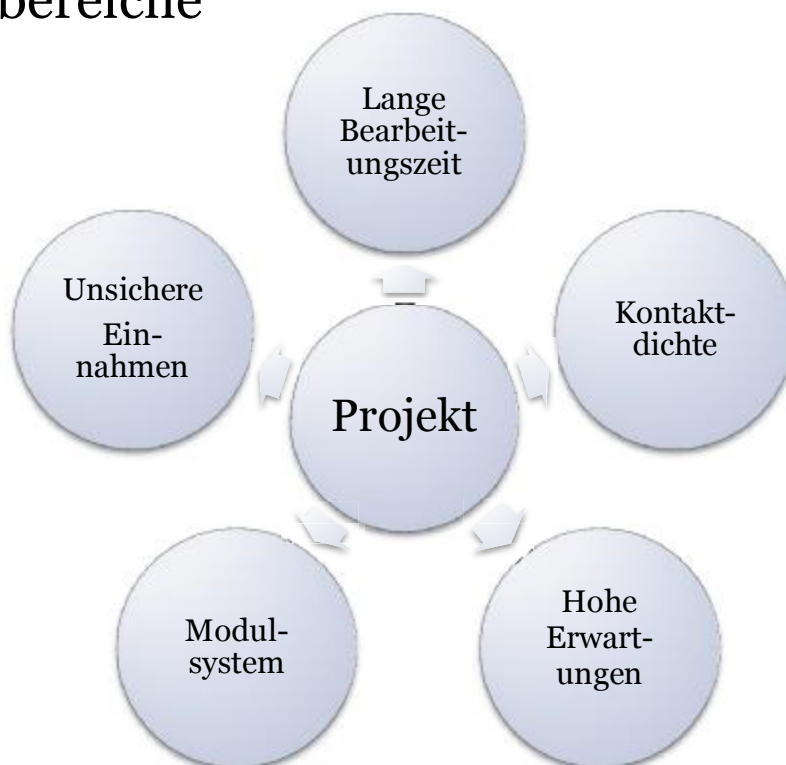 bereiche
Lange
Bearbeit-
ungszeit
Unsichere
Ein-
nahmen
Kontakt-
dichte
Projekt
Modul-
system
Hohe
Erwart-
ungen